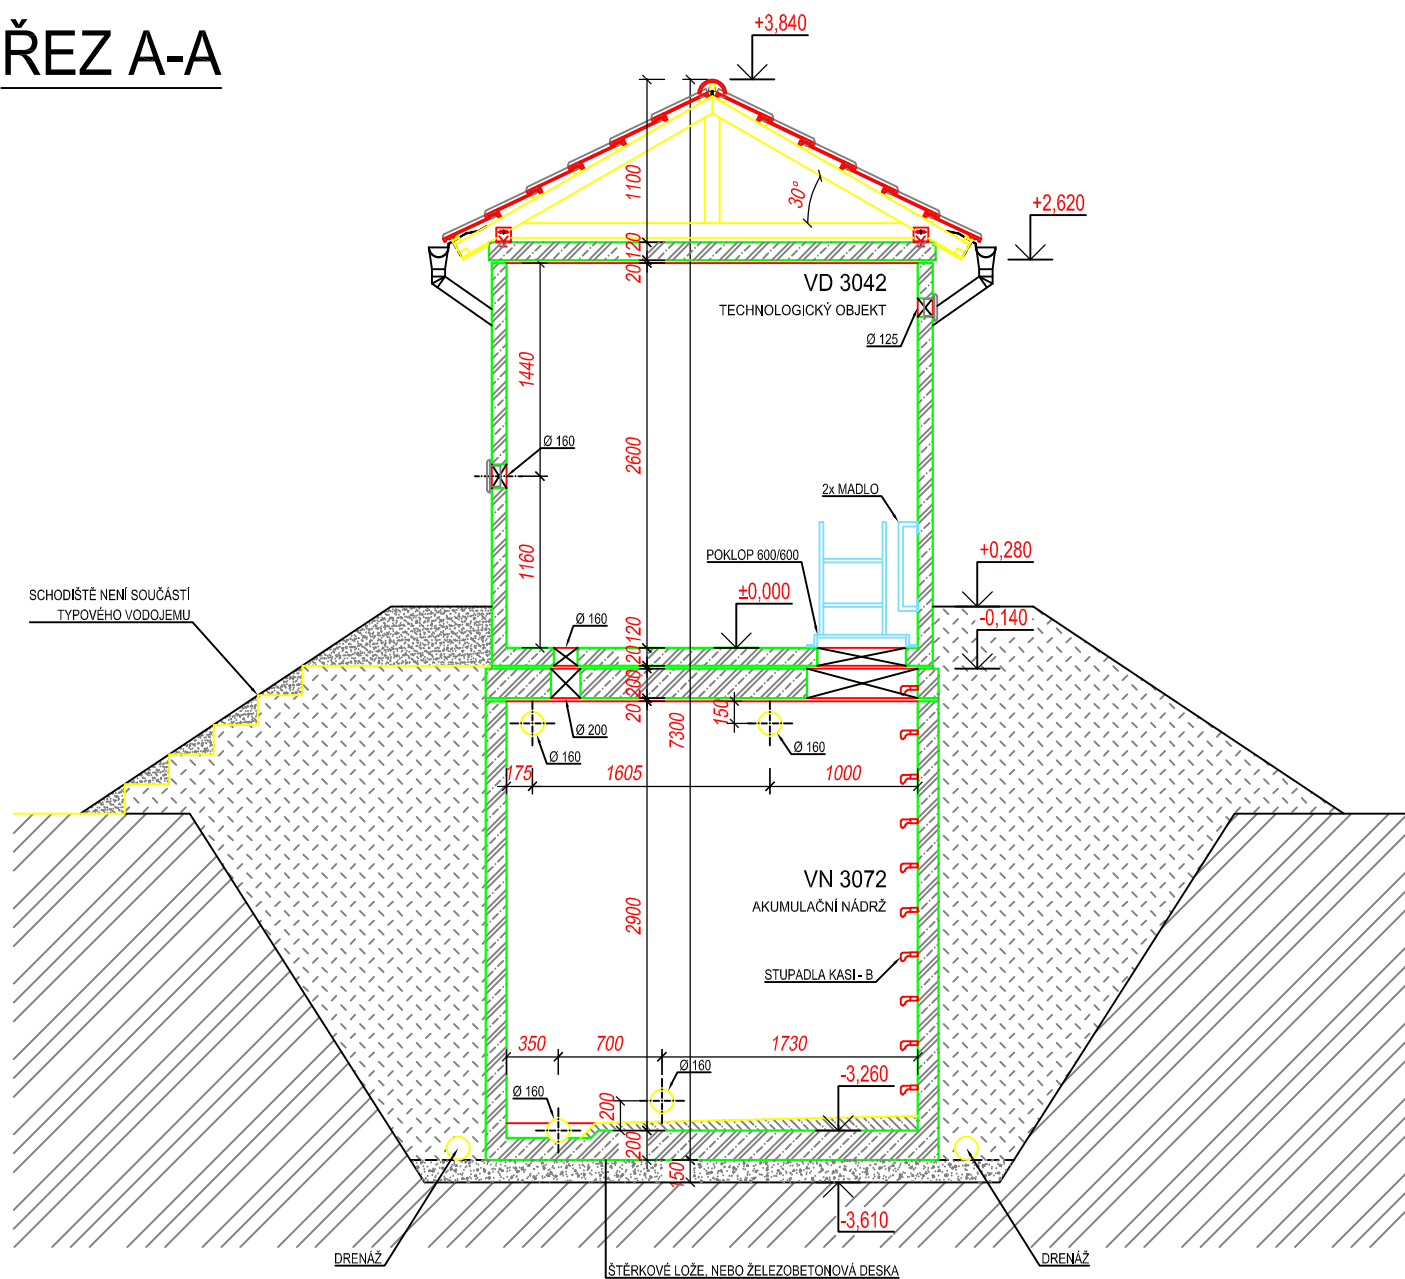 ŘEZ A-A
+3,840
1100
30°
+2,620
120
20
VD 3042
TECHNOLOGICKÝ OBJEKT
Ø 125
1440
Ø 160
2600
2x MADLO
1160
POKLOP 600/600
+0,280
SCHODIŠTĚ NENÍ SOUČÁSTÍ
TYPOVÉHO VODOJEMU
±0,000
-0,140
Ø 160
120
20
200
20
150
7300
Ø 200
Ø 160
Ø 160
175
1605
1000
VN 3072
AKUMULAČNÍ NÁDRŽ
2900
STUPADLA KASI - B
350
700
1730
Ø 160
-3,260
Ø 160
200
200
150
-3,610
DRENÁŽ
ŠTĚRKOVÉ LOŽE, NEBO ŽELEZOBETONOVÁ DESKA
DRENÁŽ